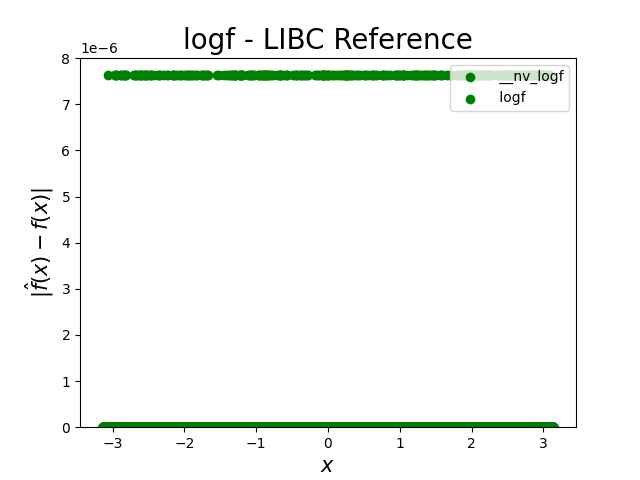 logf - LIBC Reference
1e−6
8
7
6
5
4
3
2
1
0
|f̂(x) − f(x)|
__nv_logf
logf
−3 −2 −1 0 1 2 3
x